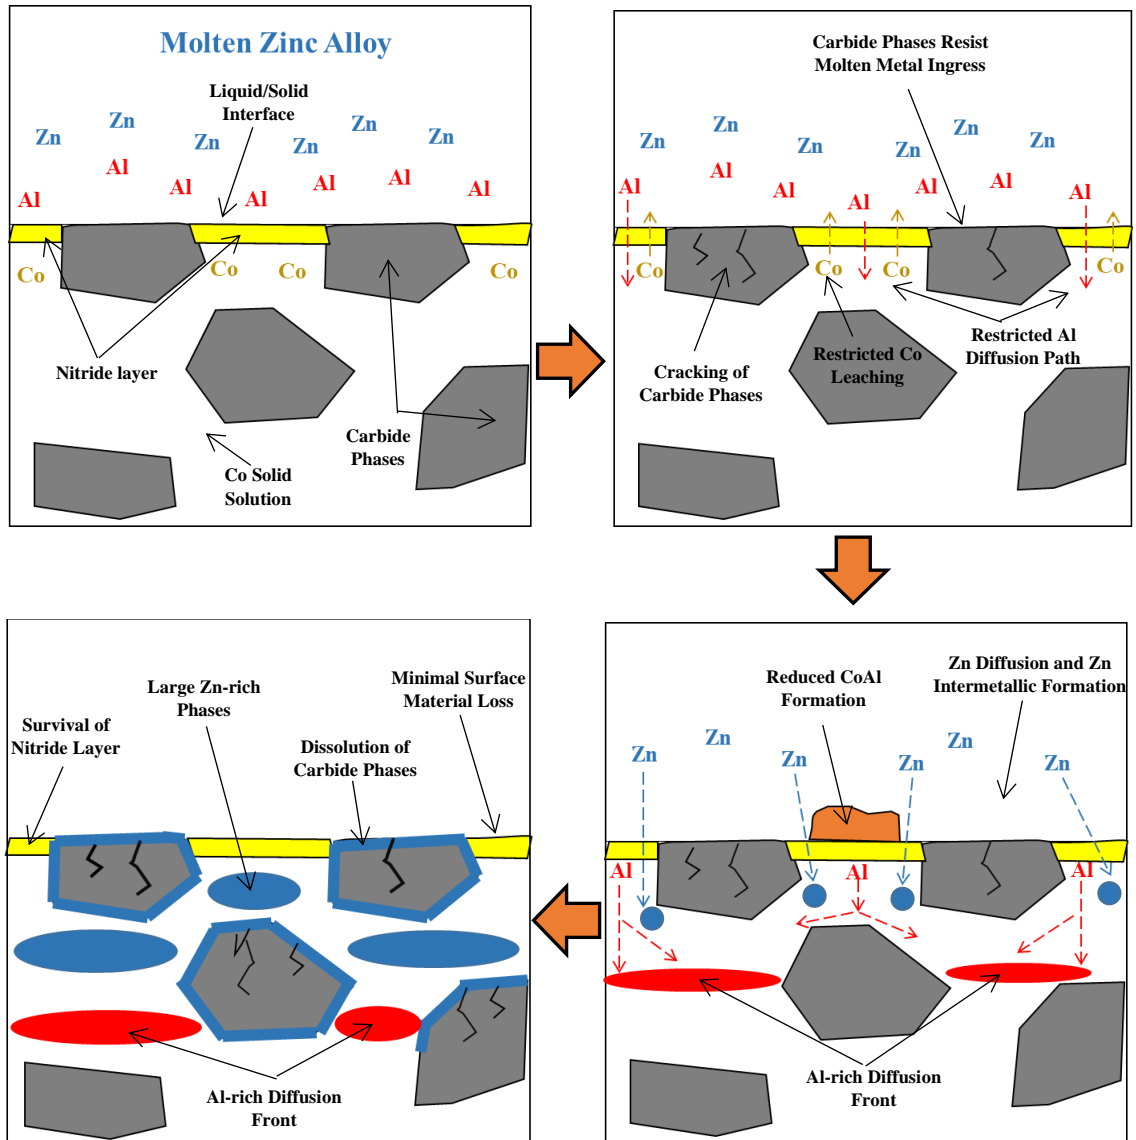 Molten Zinc Alloy
Liquid/Solid
Interface
Zn
Zn
Zn
Zn
Zn
Zn
Al
Al
Al
Al
Al
Al
Al
Co
Co
Co
Co
Nitride layer
Co Solid
Solution
Carbide
Phases
Carbide Phases Resist
Molten Metal Ingress
Zn
Zn
Zn
Zn
Zn
Zn
Al
Al
Al
Al
Al
Al
Al
Co
Co
Co
Co
Cracking of
Carbide Phases
Restricted Co
Leaching
Restricted Al
Diffusion Path
Reduced CoAl
Formation
Zn Diffusion and Zn
Intermetallic Formation
Zn
Zn
Zn
Zn
Zn
Zn
Al
Al
Al
Al-rich Diffusion
Front
Survival of
Nitride Layer
Large Zn-rich
Phases
Dissolution of
Carbide Phases
Minimal Surface
Material Loss
Al-rich Diffusion
Front